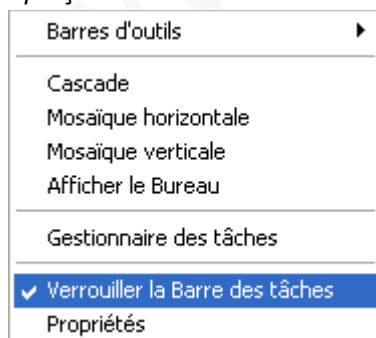 Barres d'outils
Cascade
Mosaïque horizontale
Mosaïque verticale
Afficher le Bureau
Gestionnaire des tâches
Verrouiller la Barre des tâches
Propriétés